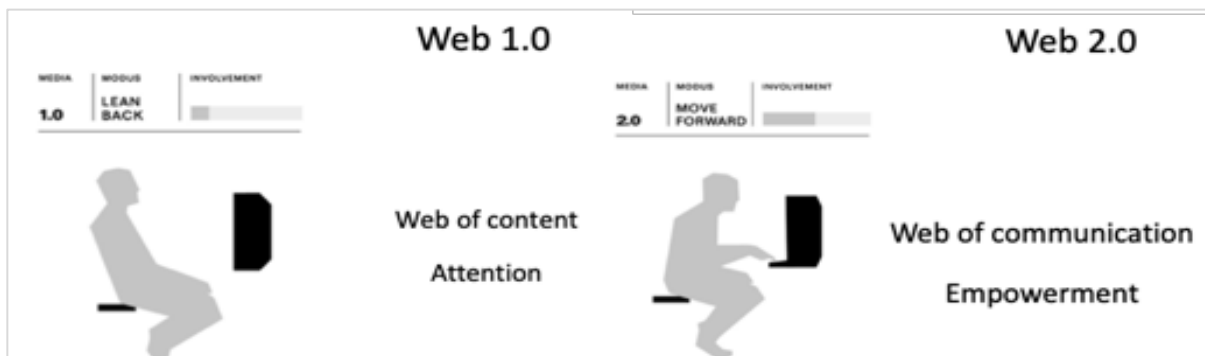 Web 1.0
MEDIA MODUS INVOLVEMENT
1.0 LEAN
BACK
Web of content
Attention
Web 2.0
MEDIA MODUS INVOLVEMENT
2.0 MOVE
FORWARD
Web of communication
Empowerment